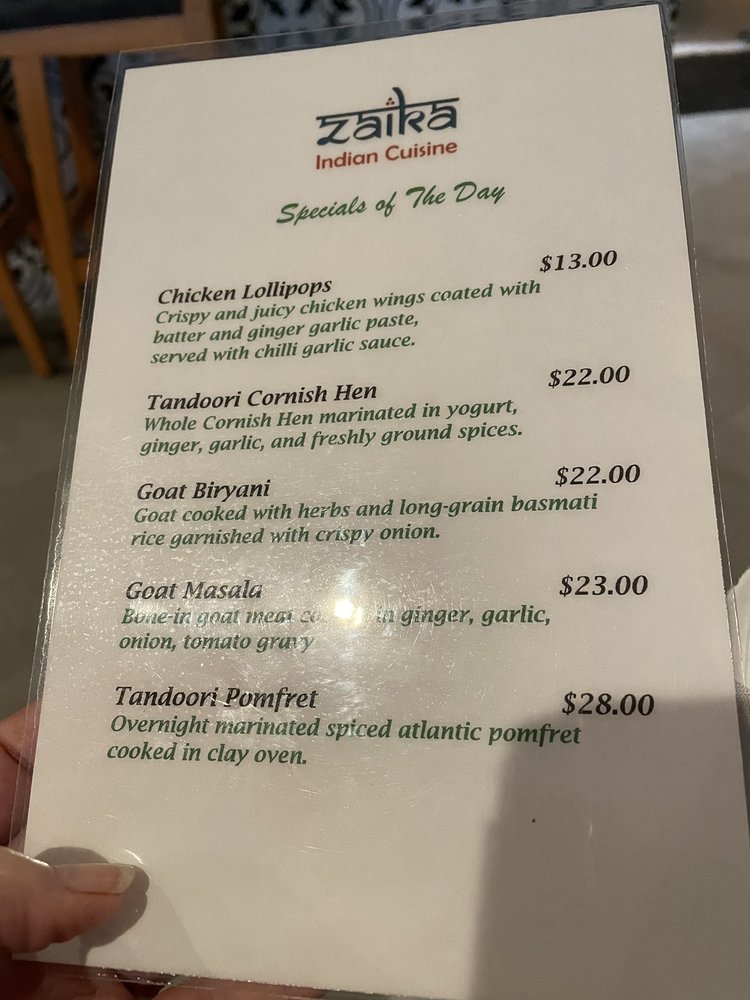 zaika
Indian Cuisine
Specials of The Day
Chicken Lollipops $13.00
Crispy and juicy chicken wings coated with
batter and ginger garlic paste,
served with chilli garlic sauce.
Tandoori Cornish Hen $22.00
Whole Cornish Hen marinated in yogurt,
ginger, garlic, and freshly ground spices.
Goat Biryani $22.00
Goat cooked with herbs and long-grain basmati
rice garnished with crispy onion.
Goat Masala $23.00
Bone-in goat meat in ginger, garlic,
onion, tomato gravy
Tandoori Pomfret $28.00
Overnight marinated spiced atlantic pomfret
cooked in clay oven.